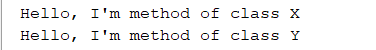 Hello, I'm method of class X
Hello, I'm method of class Y